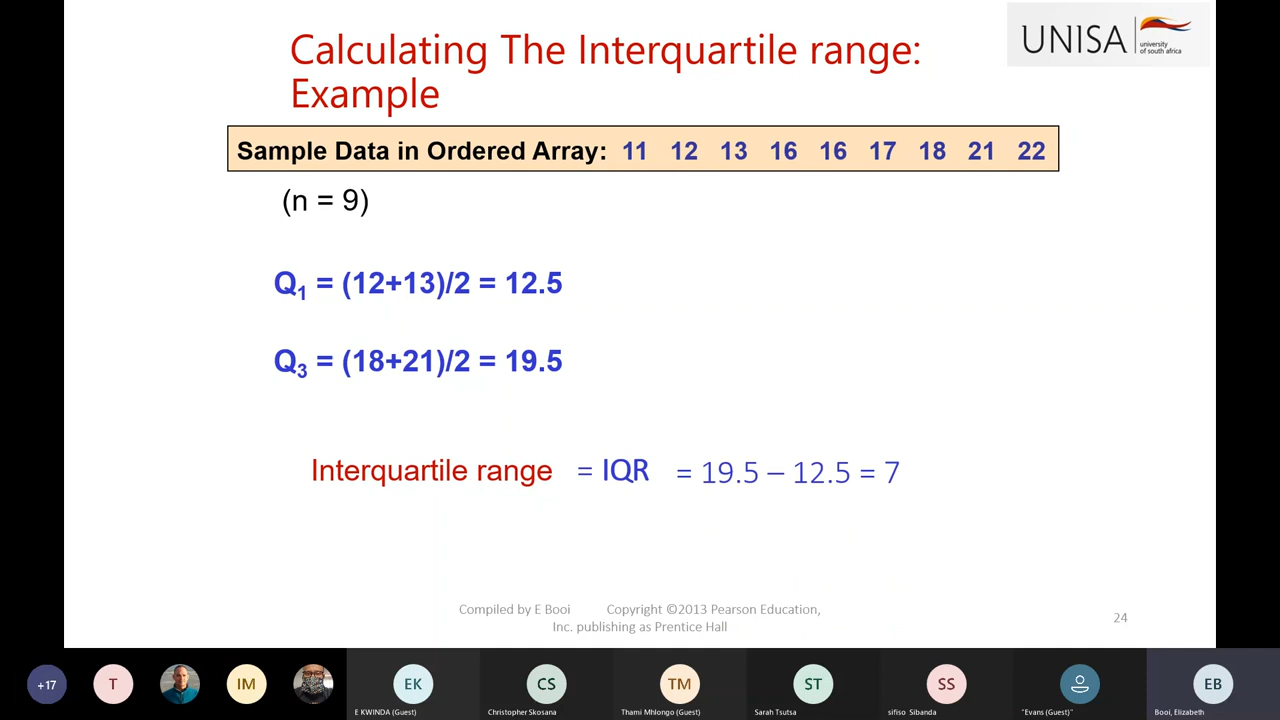 Calculating The Interquartile range:
Example
UNISA
university
of south africa
Sample Data in Ordered Array: 11 12 13 16 16 17 18 21 22
(n = 9)
Q1 = (12+13)/2 = 12.5
Q3 = (18+21)/2 = 19.5
Interquartile range = IQR = 19.5 – 12.5 = 7
Compiled by E Booi Copyright ©2013 Pearson Education,
Inc. publishing as Prentice Hall
24
+17
T
IM
EK
CS
TM
ST
SS
EB
E KWINDA (Guest)
Christopher Skosana
Thami Mhlongo (Guest)
Sarah Tsutsa
sifiso Sibanda
"Evans (Guest)"
Booi, Elizabeth